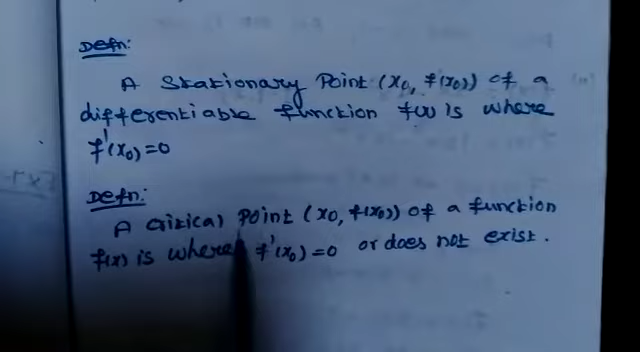 Defn:
A Stationary Point (x₀, f(x₀)) of a
differentiable function f(x) is where
f'(x₀)=0
Defn:
A critical point (x₀, f(x₀)) of a function
f(x) is where f'(x₀)=0 or does not exist.